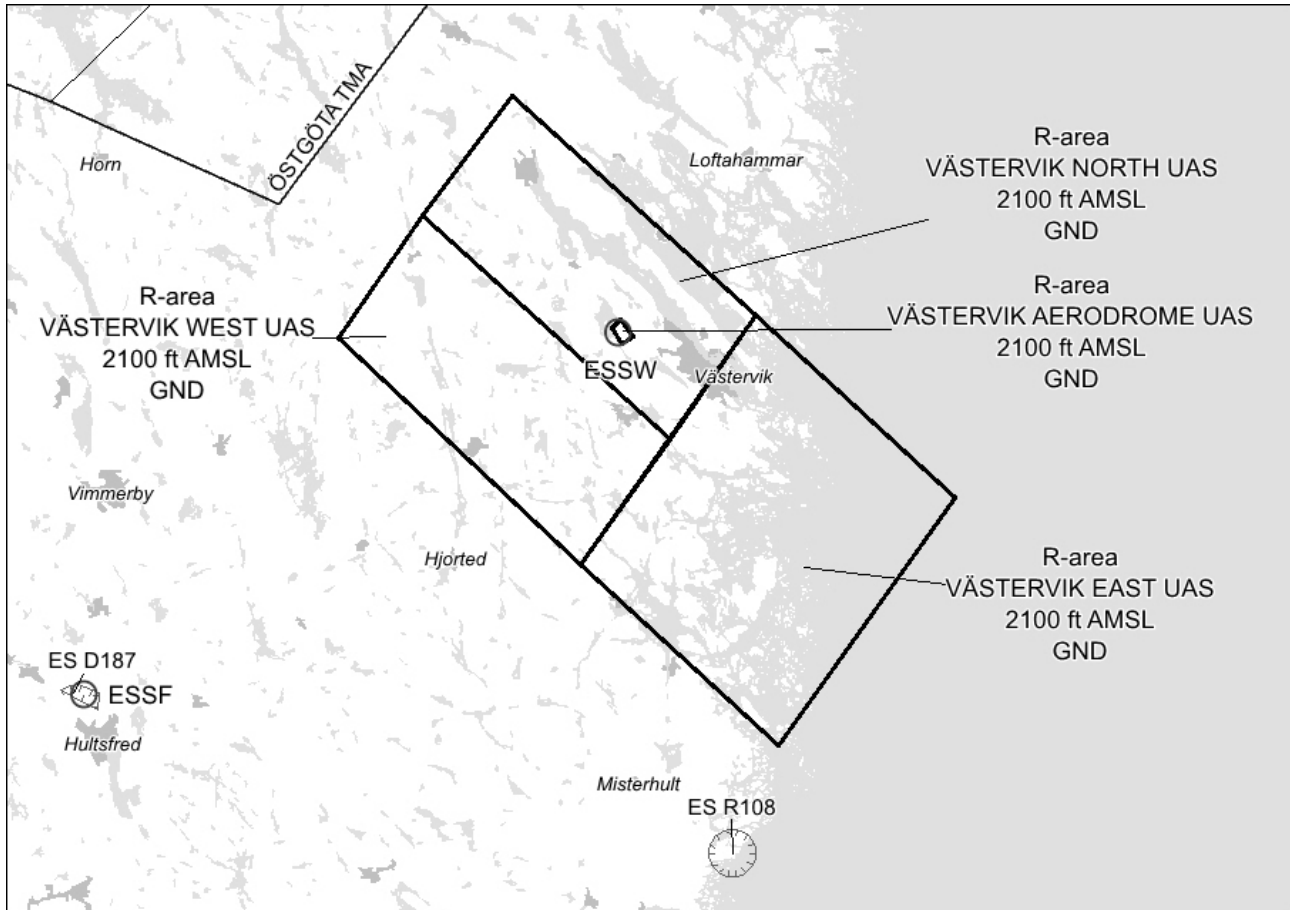 ÖSTGÖTA TMA
Horn
Loftahammar
R-area
VÄSTERVIK NORTH UAS
2100 ft AMSL
GND
R-area
VÄSTERVIK WEST UAS
2100 ft AMSL
GND
R-area
VÄSTERVIK AERODROME UAS
2100 ft AMSL
GND
ESSW
Västervik
Vimmerby
Hjorted
R-area
VÄSTERVIK EAST UAS
2100 ft AMSL
GND
ES D187
ESSF
Hultsfred
Misterhult
ES R108